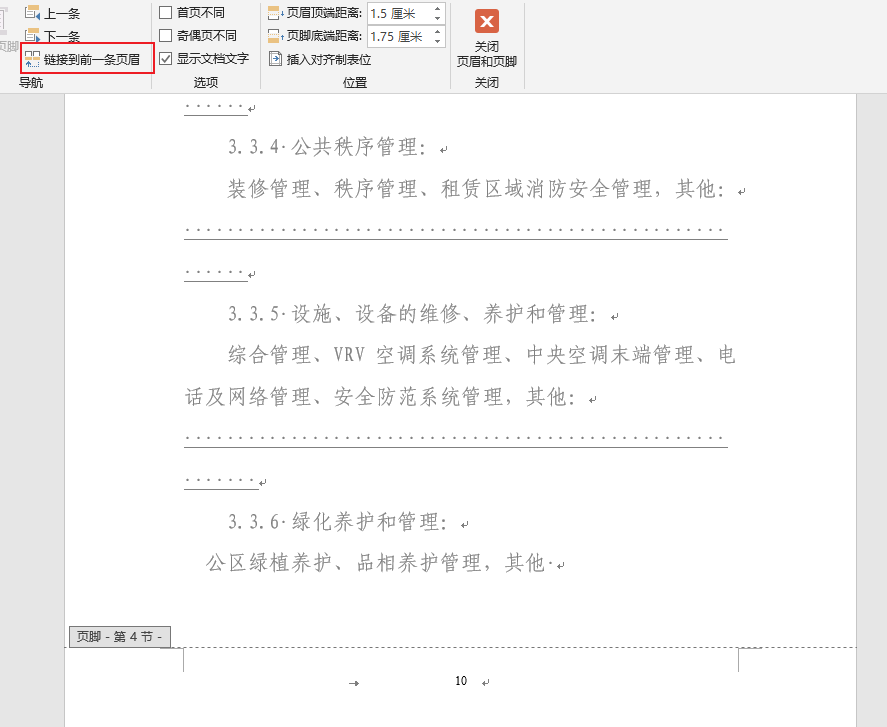 上一条
首页不同
页眉顶端距离: 1.5 厘米
下一条
奇偶页不同
页脚底端距离: 1.75 厘米
关闭
页眉和页脚
页脚
链接到前一条页眉
显示文档文字
插入对齐制表位
导航
选项
位置
关闭
3.3.4·公共秩序管理：
装修管理、秩序管理、租赁区域消防安全管理，其他：
3.3.5·设施、设备的维修、养护和管理：
综合管理、VRV 空调系统管理、中央空调末端管理、电
话及网络管理、安全防范系统管理，其他：
3.3.6·绿化养护和管理：
公区绿植养护、品相养护管理，其他·
页脚 - 第 4 节 -
10